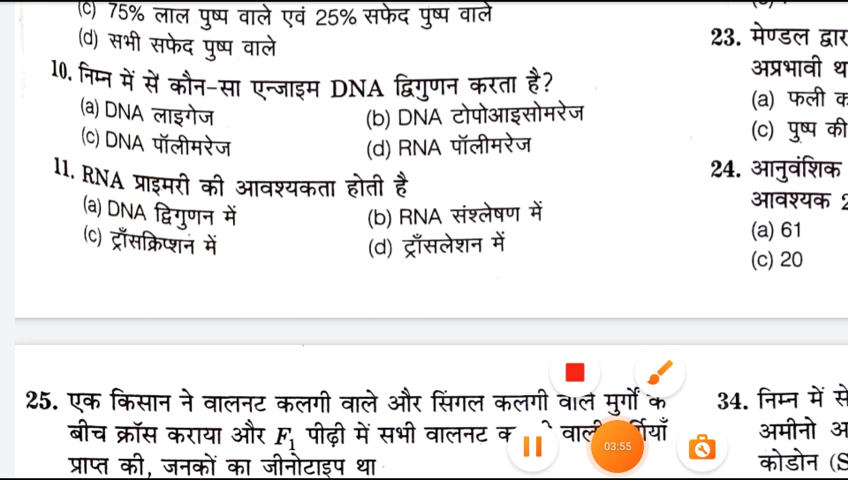 (c) 75% लाल पुष्प वाले एवं 25% सफेद पुष्प वाले
(d) सभी सफेद पुष्प वाले
10. निम्न में से कौन-सा एन्जाइम DNA द्विगुणन करता है?
(a) DNA लाइगेज (b) DNA टोपोआइसोमरेज
(c) DNA पॉलीमरेज (d) RNA पॉलीमरेज
11. RNA प्राइमरी की आवश्यकता होती है
(a) DNA द्विगुणन में (b) RNA संश्लेषण में
(c) ट्राँसक्रिप्शन में (d) ट्राँसलेशन में
23. मेण्डल द्वार
अप्रभावी
(a) फली
(c) पुष्प की
24. आनुवंशिक
आवश्यक
(a) 61
(c) 20
25. एक किसान ने वालनट कलगी वाले और सिंगल कलगी वाले मुर्गों के
बीच क्रॉस कराया और F₁ पीढ़ी में सभी वालनट
प्राप्त की, जनकों का जीनोटाइप था
03:55
34. निम्न में से
अमीनो
कोडोन (S